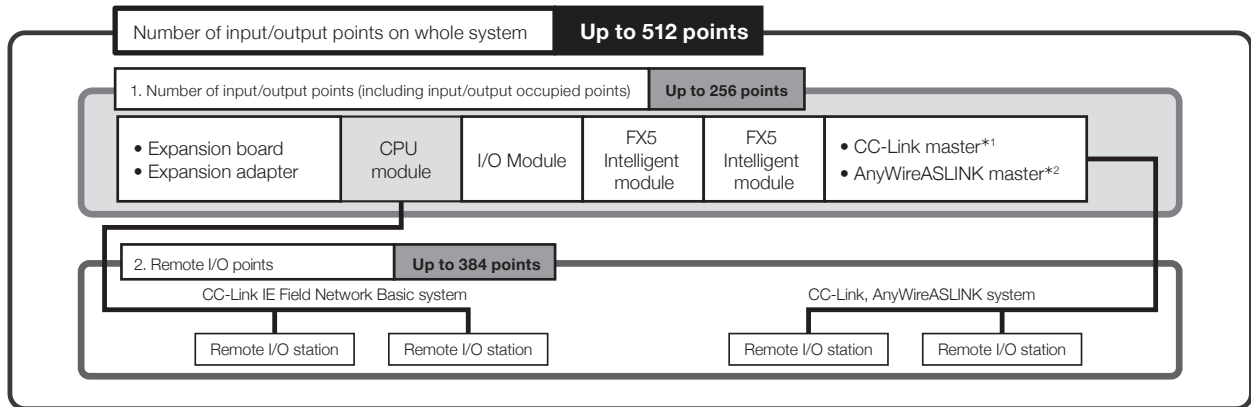 Number of input/output points on whole system
Up to 512 points
1. Number of input/output points (including input/output occupied points)
Up to 256 points
• Expansion board
• Expansion adapter
CPU
module
I/O Module
FX5
Intelligent
module
FX5
Intelligent
module
• CC-Link master*1
• AnyWireASLINK master*2
2. Remote I/O points
Up to 384 points
CC-Link IE Field Network Basic system
CC-Link, AnyWireASLINK system
Remote I/O station
Remote I/O station
Remote I/O station
Remote I/O station